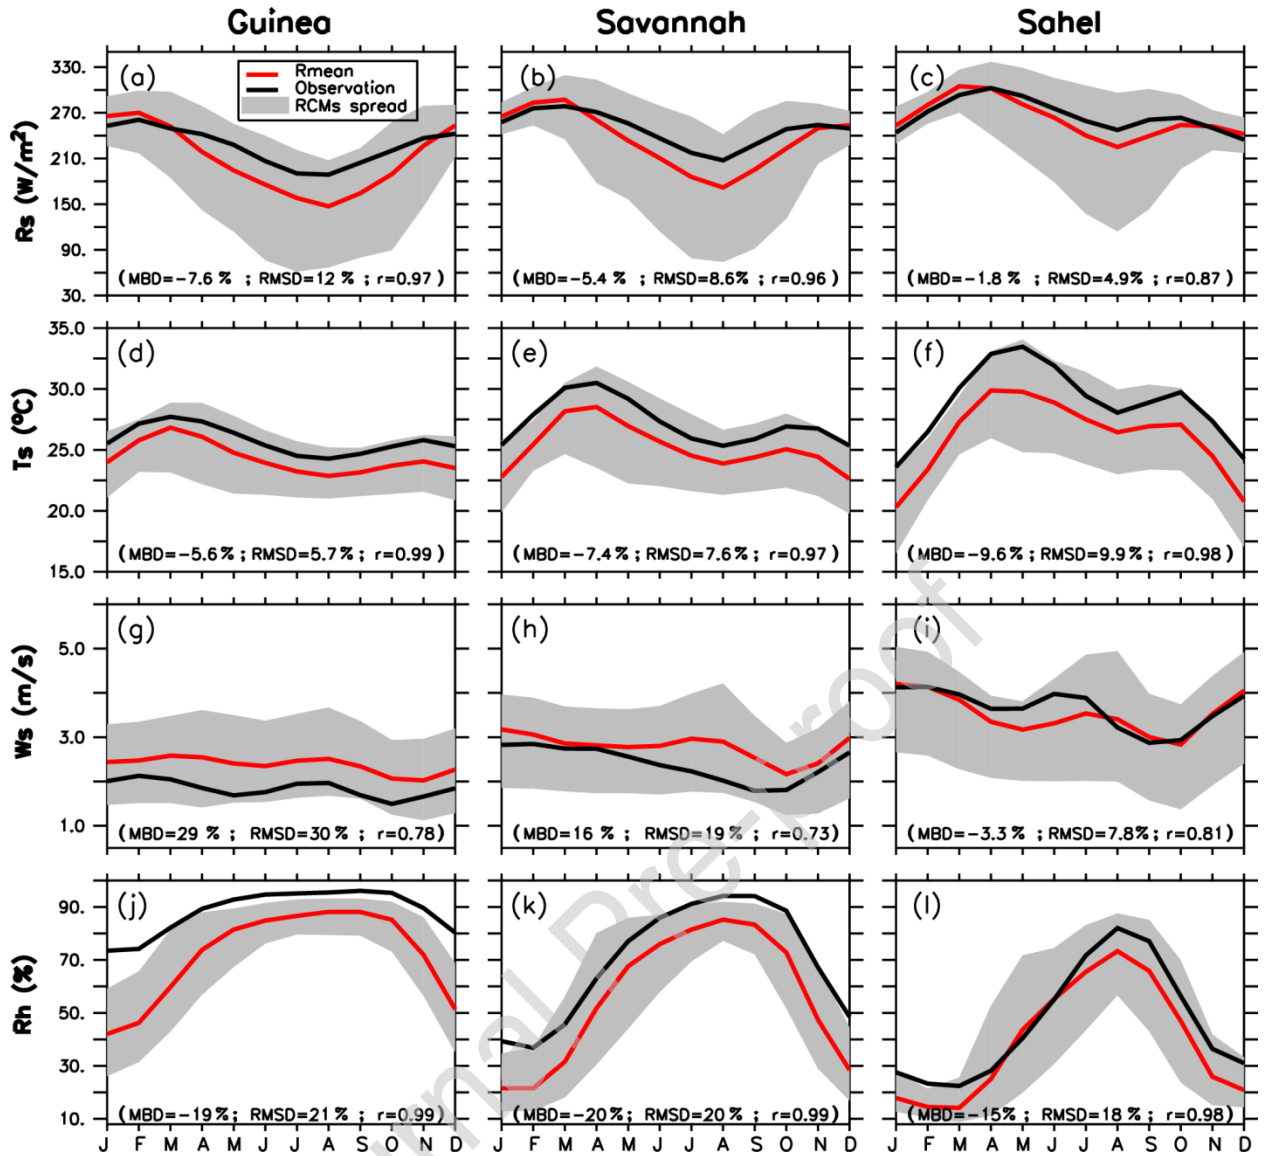 Guinea Savannah Sahel
Rs (W/m²)
330.
270.
210.
150.
90.
30.
(a)
Rmean
Observation
RCMs spread
(MBD=−7.6 % ; RMSD=12 % ; r=0.97 )
(b)
(MBD=−5.4 % ; RMSD=8.6% ; r=0.96 )
(c)
(MBD=−1.8 % ; RMSD=4.9% ; r=0.87 )
Ts (ºC)
35.0
30.0
25.0
20.0
15.0
(d)
(MBD=−5.6 % ; RMSD=5.7 % ; r=0.99 )
(e)
(MBD=−7.4 % ; RMSD=7.6 % ; r=0.97 )
(f)
(MBD=−9.6 % ; RMSD=9.9 % ; r=0.98 )
Ws (m/s)
5.0
3.0
1.0
(g)
(MBD=29 % ; RMSD=30 % ; r=0.78 )
(h)
(MBD=16 % ; RMSD=19 % ; r=0.73 )
(i)
(MBD=−3.3 % ; RMSD=7.8% ; r=0.81 )
Rh (%)
90.
70.
50.
30.
10.
(j)
(MBD= −19 % ; RMSD=21 % ; r=0.99 )
(k)
(MBD= −20% ; RMSD=20 % ; r=0.99 )
(l)
(MBD= −15% ; RMSD=18 % ; r=0.98 )
J F M A M J J A S O N D
J F M A M J J A S O N D
J F M A M J J A S O N D
rnal Pre-proof